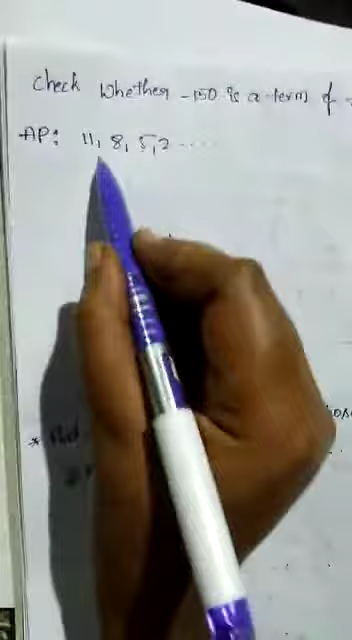 Check whether -150 is a term of
AP: 11, 8, 5, 2 ....